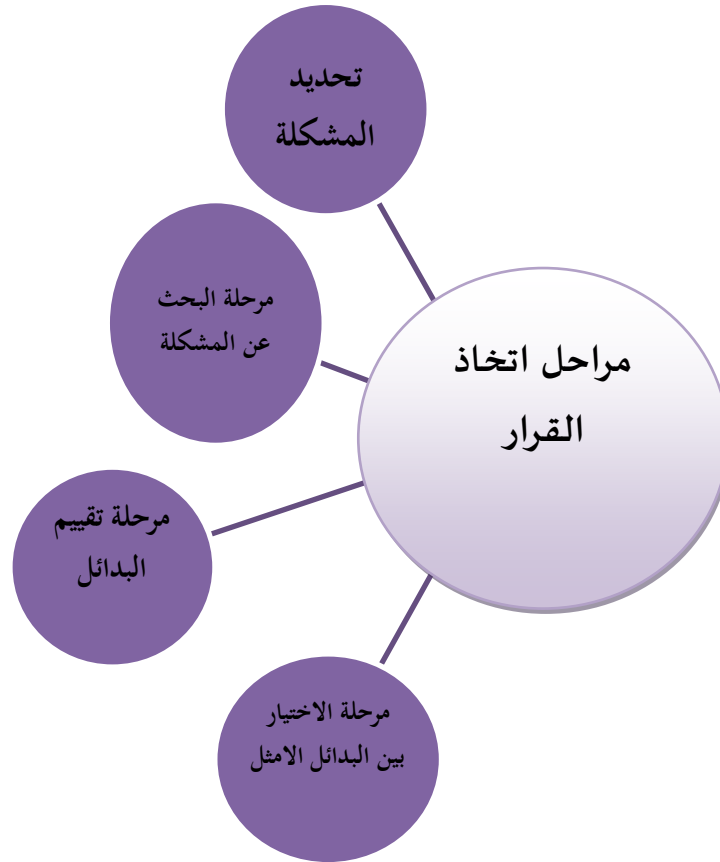 تحديد
المشكلة
مرحلة البحث
عن المشكلة
مراحل اتخاذ
القرار
مرحلة تقييم
البدائل
مرحلة الاختيار
بين البدائل الامثل